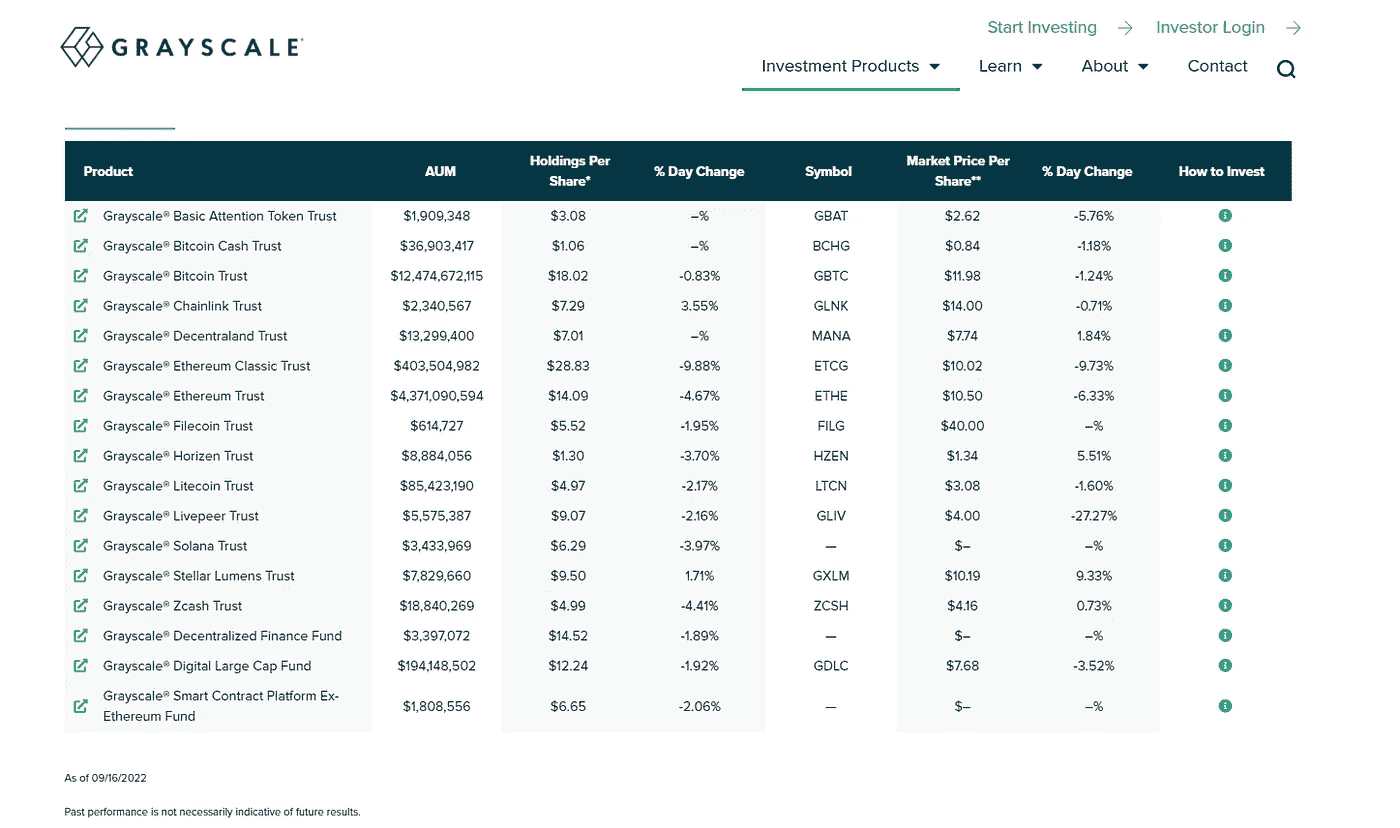 GRAYSCALE®
Start Investing → Investor Login →
Investment Products Learn About Contact
Product AUM Holdings Per Share* % Day Change Symbol Market Price Per Share** % Day Change How to Invest
Grayscale® Basic Attention Token Trust $1,909,348 $3.08 –% GBAT $2.62 -5.76%
Grayscale® Bitcoin Cash Trust $36,903,417 $1.06 –% BCHG $0.84 -1.18%
Grayscale® Bitcoin Trust $12,474,672,115 $18.02 -0.83% GBTC $11.98 -1.24%
Grayscale® Chainlink Trust $2,340,567 $7.29 3.55% GLNK $14.00 -0.71%
Grayscale® Decentraland Trust $13,299,400 $7.01 –% MANA $7.74 1.84%
Grayscale® Ethereum Classic Trust $403,504,982 $28.83 -9.88% ETCG $10.02 -9.73%
Grayscale® Ethereum Trust $4,371,090,594 $14.09 -4.67% ETHE $10.50 -6.33%
Grayscale® Filecoin Trust $614,727 $5.52 -1.95% FILG $40.00 –%
Grayscale® Horizen Trust $8,884,056 $1.30 -3.70% HZEN $1.34 5.51%
Grayscale® Litecoin Trust $85,423,190 $4.97 -2.17% LTCN $3.08 -1.60%
Grayscale® Livepeer Trust $5,575,387 $9.07 -2.16% GLIV $4.00 -27.27%
Grayscale® Solana Trust $3,433,969 $6.29 -3.97% — $– –%
Grayscale® Stellar Lumens Trust $7,829,660 $9.50 1.71% GXLM $10.19 9.33%
Grayscale® Zcash Trust $18,840,269 $4.99 -4.41% ZCSH $4.16 0.73%
Grayscale® Decentralized Finance Fund $3,397,072 $14.52 -1.89% — $– –%
Grayscale® Digital Large Cap Fund $194,148,502 $12.24 -1.92% GDLC $7.68 -3.52%
Grayscale® Smart Contract Platform Ex-
Ethereum Fund $1,808,556 $6.65 -2.06% — $– –%
As of 09/16/2022
Past performance is not necessarily indicative of future results.